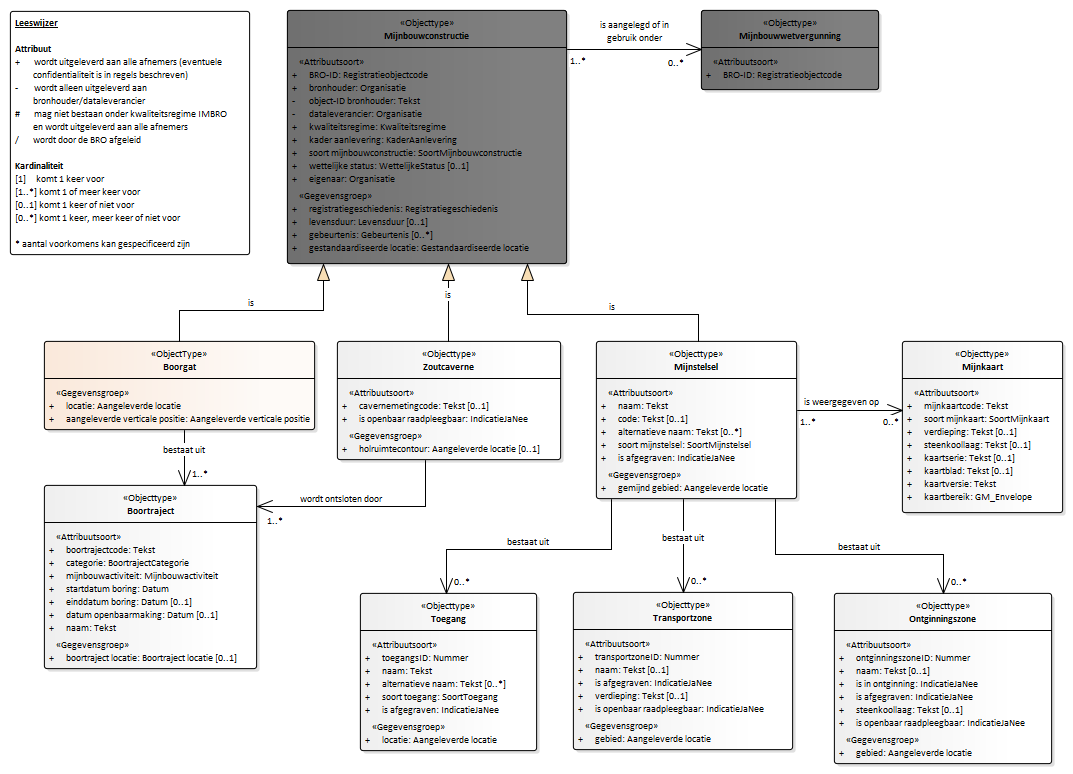 Leeswijzer
Attribuut
+ wordt uitgeleverd aan alle afnemers (eventuele
confidentialiteit is in regels beschreven)
- wordt alleen uitgeleverd aan
bronhouder/dataleverancier
# mag niet bestaan onder kwaliteitsregime IMBRO
en wordt uitgeleverd aan alle afnemers
/ wordt door de BRO afgeleid
Kardinaliteit
[1] komt 1 keer voor
[1..*] komt 1 of meer keer voor
[0..1] komt 1 keer of niet voor
[0..*] komt 1 keer, meer keer of niet voor
* aantal voorkomens kan gespecificeerd zijn
«Objecttype»
Mijnbouwconstructie
«Attribuutsoort»
+ BRO-ID: Registratieobjectcode
+ bronhouder: Organisatie
- object-ID bronhouder: Tekst
- dataleverancier: Organisatie
+ kwaliteitsregime: Kwaliteitsregime
+ kader aanlevering: KaderAanlevering
+ soort mijnbouwconstructie: SoortMijnbouwconstructie
+ wettelijke status: WettelijkeStatus [0..1]
+ eigenaar: Organisatie
«Gegevensgroep»
+ registratiegeschiedenis: Registratiegeschiedenis
+ levensduur: Levensduur [0..1]
+ gebeurtenis: Gebeurtenis [0..*]
+ gestandaardiseerde locatie: Gestandaardiseerde locatie
is aangelegd of in
gebruik onder
1..*
0..*
«Objecttype»
Mijnbouwwetvergunning
«Attribuutsoort»
+ BRO-ID: Registratieobjectcode
is
is
is
«ObjectType»
Boorgat
«Gegevensgroep»
+ locatie: Aangeleverde locatie
+ aangeleverde verticale positie: Aangeleverde verticale positie
«Objecttype»
Zoutcaverne
«Attribuutsoort»
+ cavernemetingcode: Tekst [0..1]
+ is openbaar raadpleegbaar: IndicatieJaNee
«Gegevensgroep»
+ holruimtecontour: Aangeleverde locatie [0..1]
«Objecttype»
Mijnstelsel
«Attribuutsoort»
+ naam: Tekst
+ code: Tekst [0..1]
+ alternatieve naam: Tekst [0..*]
+ soort mijnstelsel: SoortMijnstelsel
+ is afgegraven: IndicatieJaNee
«Gegevensgroep»
+ gemijnd gebied: Aangeleverde locatie
is weergegeven op
1..*
0..*
«Objecttype»
Mijnkaart
«Attribuutsoort»
+ mijnkaartcode: Tekst
+ soort mijnkaart: SoortMijnkaart
+ verdieping: Tekst [0..1]
+ steenkoollaag: Tekst [0..1]
+ kaartserie: Tekst [0..1]
+ kaartblad: Tekst [0..1]
+ kaartversie: Tekst
+ kaartbereik: GM_Envelope
bestaat uit
1..*
wordt ontsloten door
1..*
«Objecttype»
Boortraject
«Attribuutsoort»
+ boortrajectcode: Tekst
+ categorie: BoortrajectCategorie
+ mijnbouwactiviteit: Mijnbouwactiviteit
+ startdatum boring: Datum
+ einddatum boring: Datum [0..1]
+ datum openbaarmaking: Datum [0..1]
+ naam: Tekst
«Gegevensgroep»
+ boortraject locatie: Boortraject locatie [0..1]
bestaat uit
0..*
bestaat uit
0..*
bestaat uit
0..*
«Objecttype»
Toegang
«Attribuutsoort»
+ toegangsID: Nummer
+ naam: Tekst
+ alternatieve naam: Tekst [0..*]
+ soort toegang: SoortToegang
+ is afgegraven: IndicatieJaNee
«Gegevensgroep»
+ locatie: Aangeleverde locatie
«Objecttype»
Transportzone
«Attribuutsoort»
+ transportzoneID: Nummer
+ naam: Tekst [0..1]
+ is afgegraven: IndicatieJaNee
+ verdieping: Tekst [0..1]
+ is openbaar raadpleegbaar: IndicatieJaNee
«Gegevensgroep»
+ gebied: Aangeleverde locatie
«Objecttype»
Ontginningszone
«Attribuutsoort»
+ ontginningszoneID: Nummer
+ naam: Tekst [0..1]
+ is in ontginning: IndicatieJaNee
+ is afgegraven: IndicatieJaNee
+ steenkoollaag: Tekst [0..1]
+ is openbaar raadpleegbaar: IndicatieJaNee
«Gegevensgroep»
+ gebied: Aangeleverde locatie